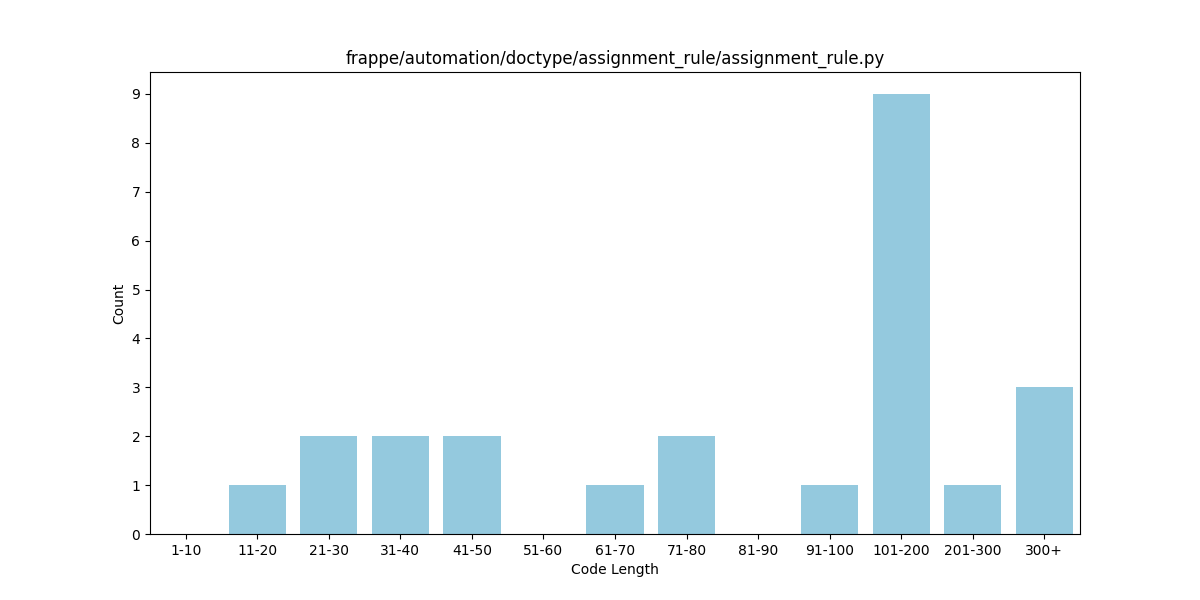 frappe/automation/doctype/assignment_rule/assignment_rule.py
9
8
7
6
5
4
3
2
1
0
Count
1-10 11-20 21-30 31-40 41-50 51-60 61-70 71-80 81-90 91-100 101-200 201-300 300+
Code Length